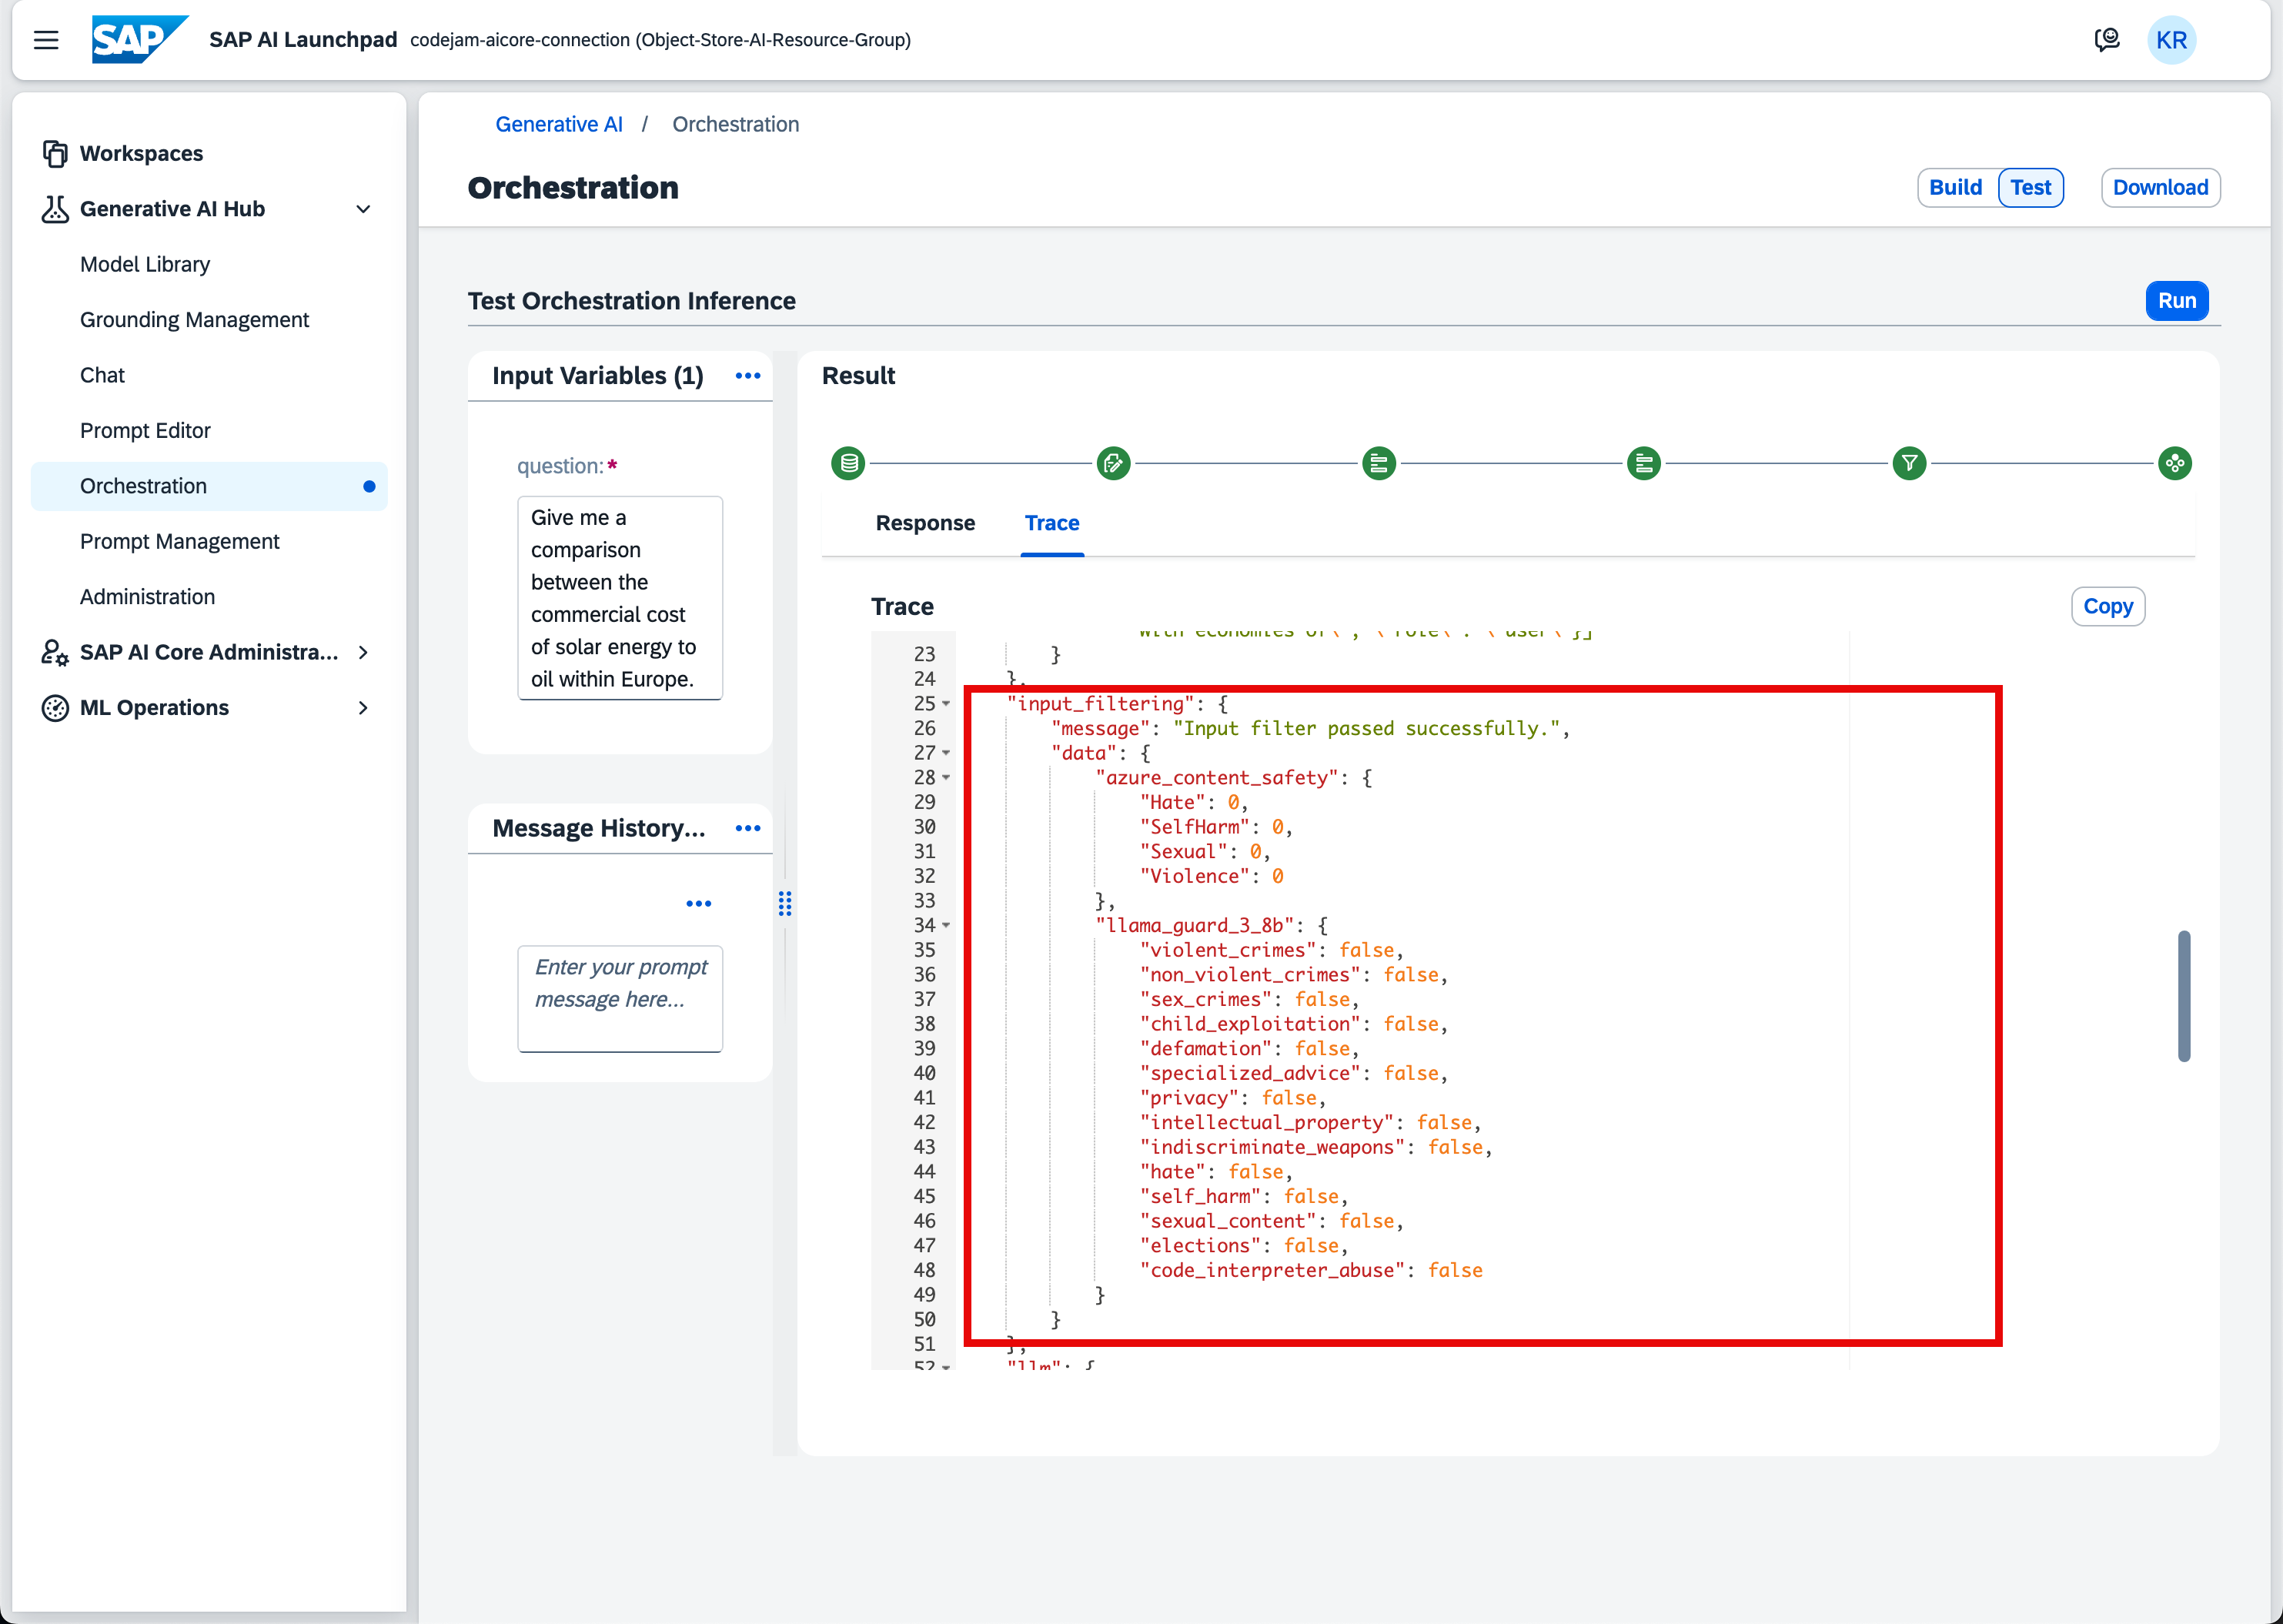 SAP
SAP AI Launchpad codejam-aicore-connection (Object-Store-AI-Resource-Group)
KR
Workspaces
Generative AI Hub
Model Library
Grounding Management
Chat
Prompt Editor
Orchestration
Prompt Management
Administration
SAP AI Core Administra...
ML Operations
Generative AI / Orchestration
Orchestration
Build
Test
Download
Test Orchestration Inference
Run
Input Variables (1)
question:*
Give me a
comparison
between the
commercial cost
of solar energy to
oil within Europe.
Message History...
Enter your prompt
message here...
Result
Response
Trace
Trace
Copy
With economies of\", \"role\": \"user\"}]
23 }
24 },
25 "input_filtering": {
26 "message": "Input filter passed successfully.",
27 "data": {
28 "azure_content_safety": {
29 "Hate": 0,
30 "SelfHarm": 0,
31 "Sexual": 0,
32 "Violence": 0
33 },
34 "llama_guard_3_8b": {
35 "violent_crimes": false,
36 "non_violent_crimes": false,
37 "sex_crimes": false,
38 "child_exploitation": false,
39 "defamation": false,
40 "specialized_advice": false,
41 "privacy": false,
42 "intellectual_property": false,
43 "indiscriminate_weapons": false,
44 "hate": false,
45 "self_harm": false,
46 "sexual_content": false,
47 "elections": false,
48 "code_interpreter_abuse": false
49 }
50 }
51 },
52 "llm": {